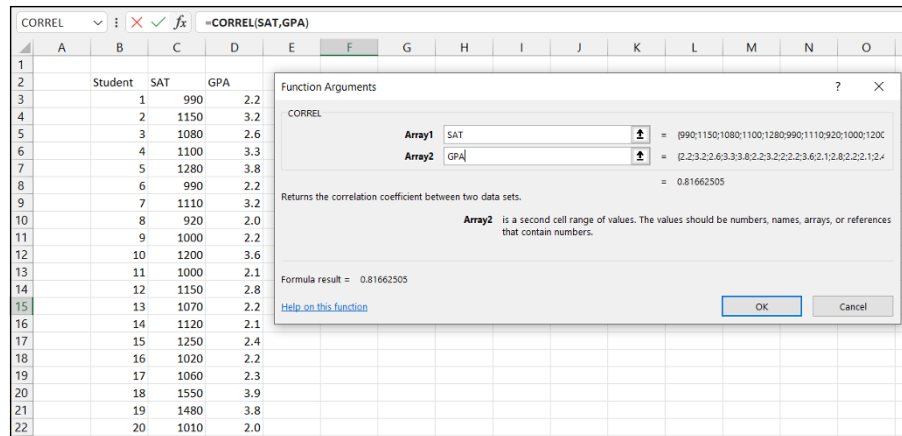 CORREL =CORREL(SAT,GPA)
A B C D E F G H I J K L M N O
1
2 Student SAT GPA
3 1 990 2.2
4 2 1150 3.2
5 3 1080 2.6
6 4 1100 3.3
7 5 1280 3.8
8 6 990 2.2
9 7 1110 3.2
10 8 920 2.0
11 9 1000 2.2
12 10 1200 3.6
13 11 1000 2.1
14 12 1150 2.8
15 13 1070 2.2
16 14 1120 2.1
17 15 1250 2.4
18 16 1020 2.2
19 17 1060 2.3
20 18 1550 3.9
21 19 1480 3.8
22 20 1010 2.0
Function Arguments ? ×
CORREL
Array1 SAT = {990;1150;1080;1100;1280;990;1110;920;1000;1200
Array2 GPA = {2.2;3.2;2.6;3.3;3.8;2.2;3.2;2;2.2;3.6;2.1;2.8;2.2;2.1;2.4
= 0.81662505
Returns the correlation coefficient between two data sets.
Array2 is a second cell range of values. The values should be numbers, names, arrays, or references
that contain numbers.
Formula result = 0.81662505
Help on this function
OK Cancel